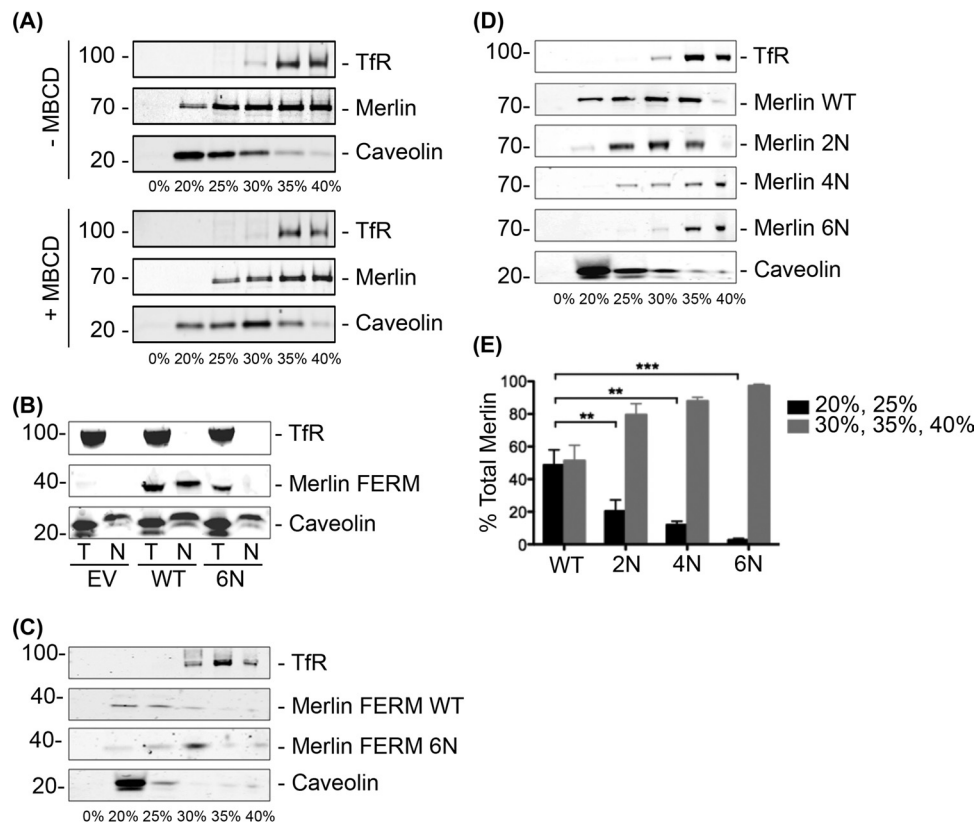 (A)
- MBCD
100 -
- TfR
70 -
- Merlin
20 -
- Caveolin
0% 20% 25% 30% 35% 40%
+ MBCD
100 -
- TfR
70 -
- Merlin
20 -
- Caveolin
0% 20% 25% 30% 35% 40%
(B)
100-
- TfR
40-
- Merlin FERM
20-
- Caveolin
T N T N T N
EV WT 6N
(C)
100-
- TfR
40-
- Merlin FERM WT
40-
- Merlin FERM 6N
20-
- Caveolin
0% 20% 25% 30% 35% 40%
(D)
100-
- TfR
70-
- Merlin WT
70-
- Merlin 2N
70-
- Merlin 4N
70-
- Merlin 6N
20-
- Caveolin
0% 20% 25% 30% 35% 40%
(E)
% Total Merlin
100
80
60
40
20
0
***
**
**
WT 2N 4N 6N
20%, 25%
30%, 35%, 40%